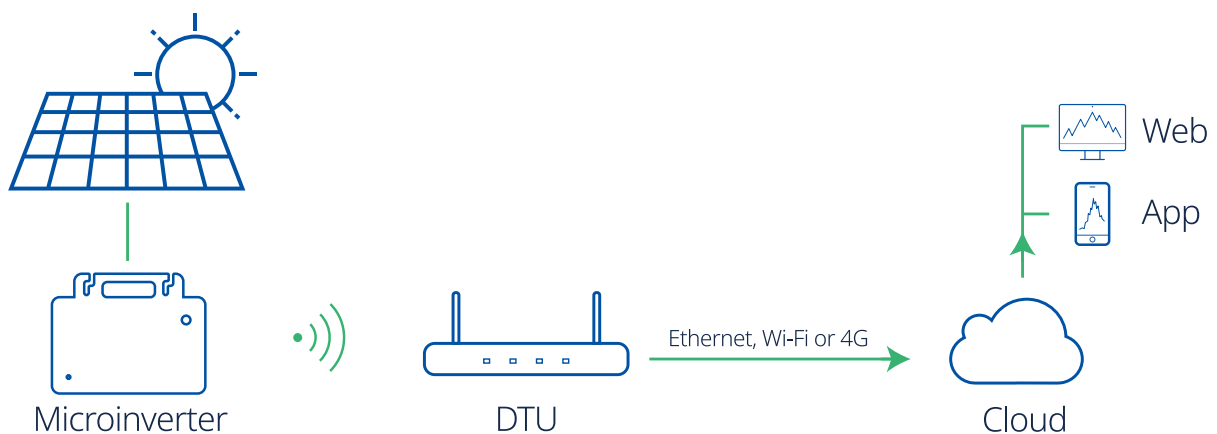 Web
App
Ethernet, Wi-Fi or 4G
Microinverter
DTU
Cloud